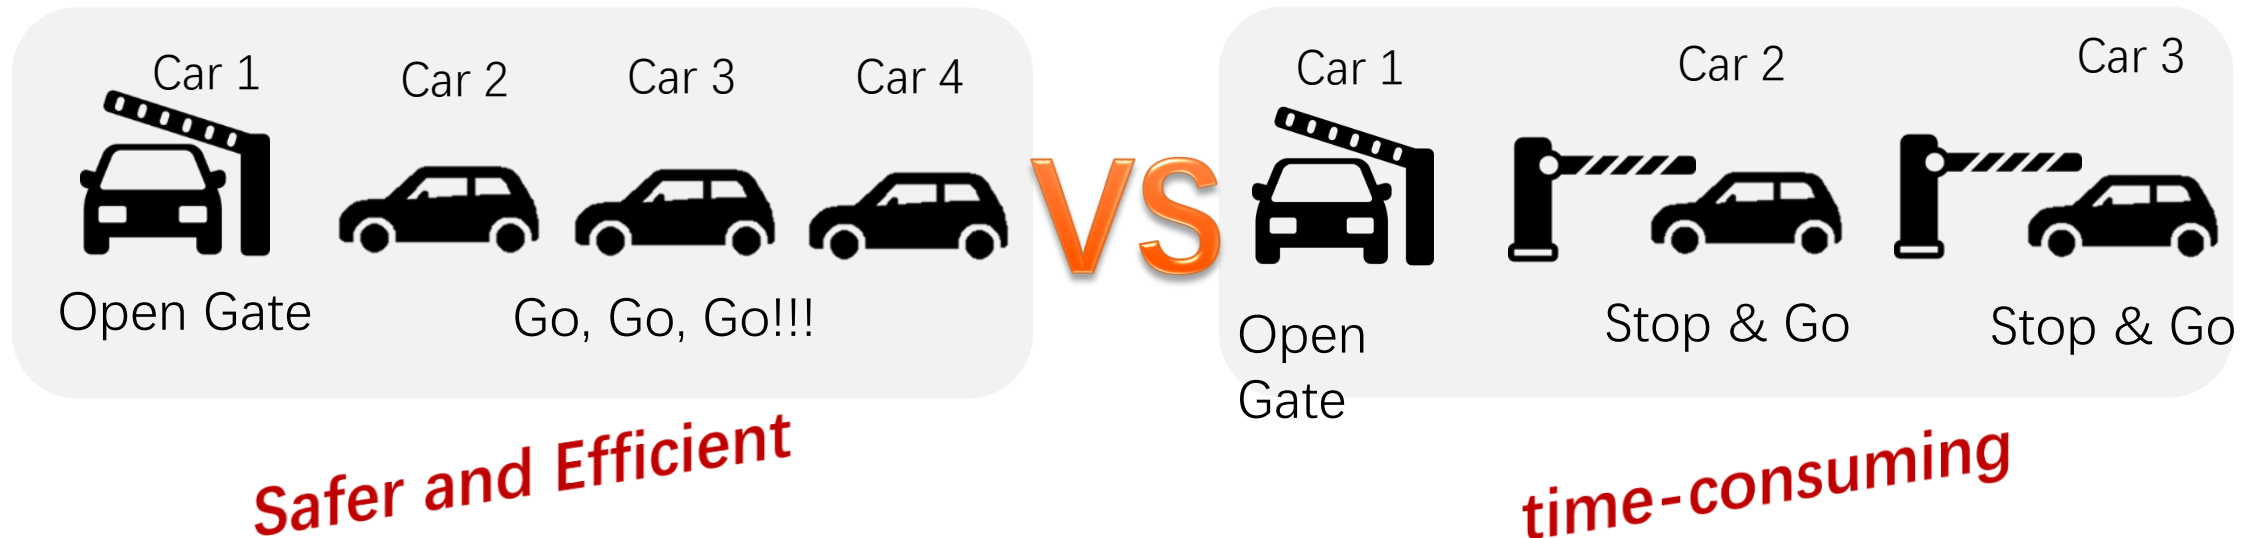 Car 1
Car 2
Car 3
Car 4
Open Gate
Go, Go, Go!!!
Safer and Efficient
VS
Car 1
Car 2
Car 3
Open
Gate
Stop & Go
Stop & Go
time-consuming